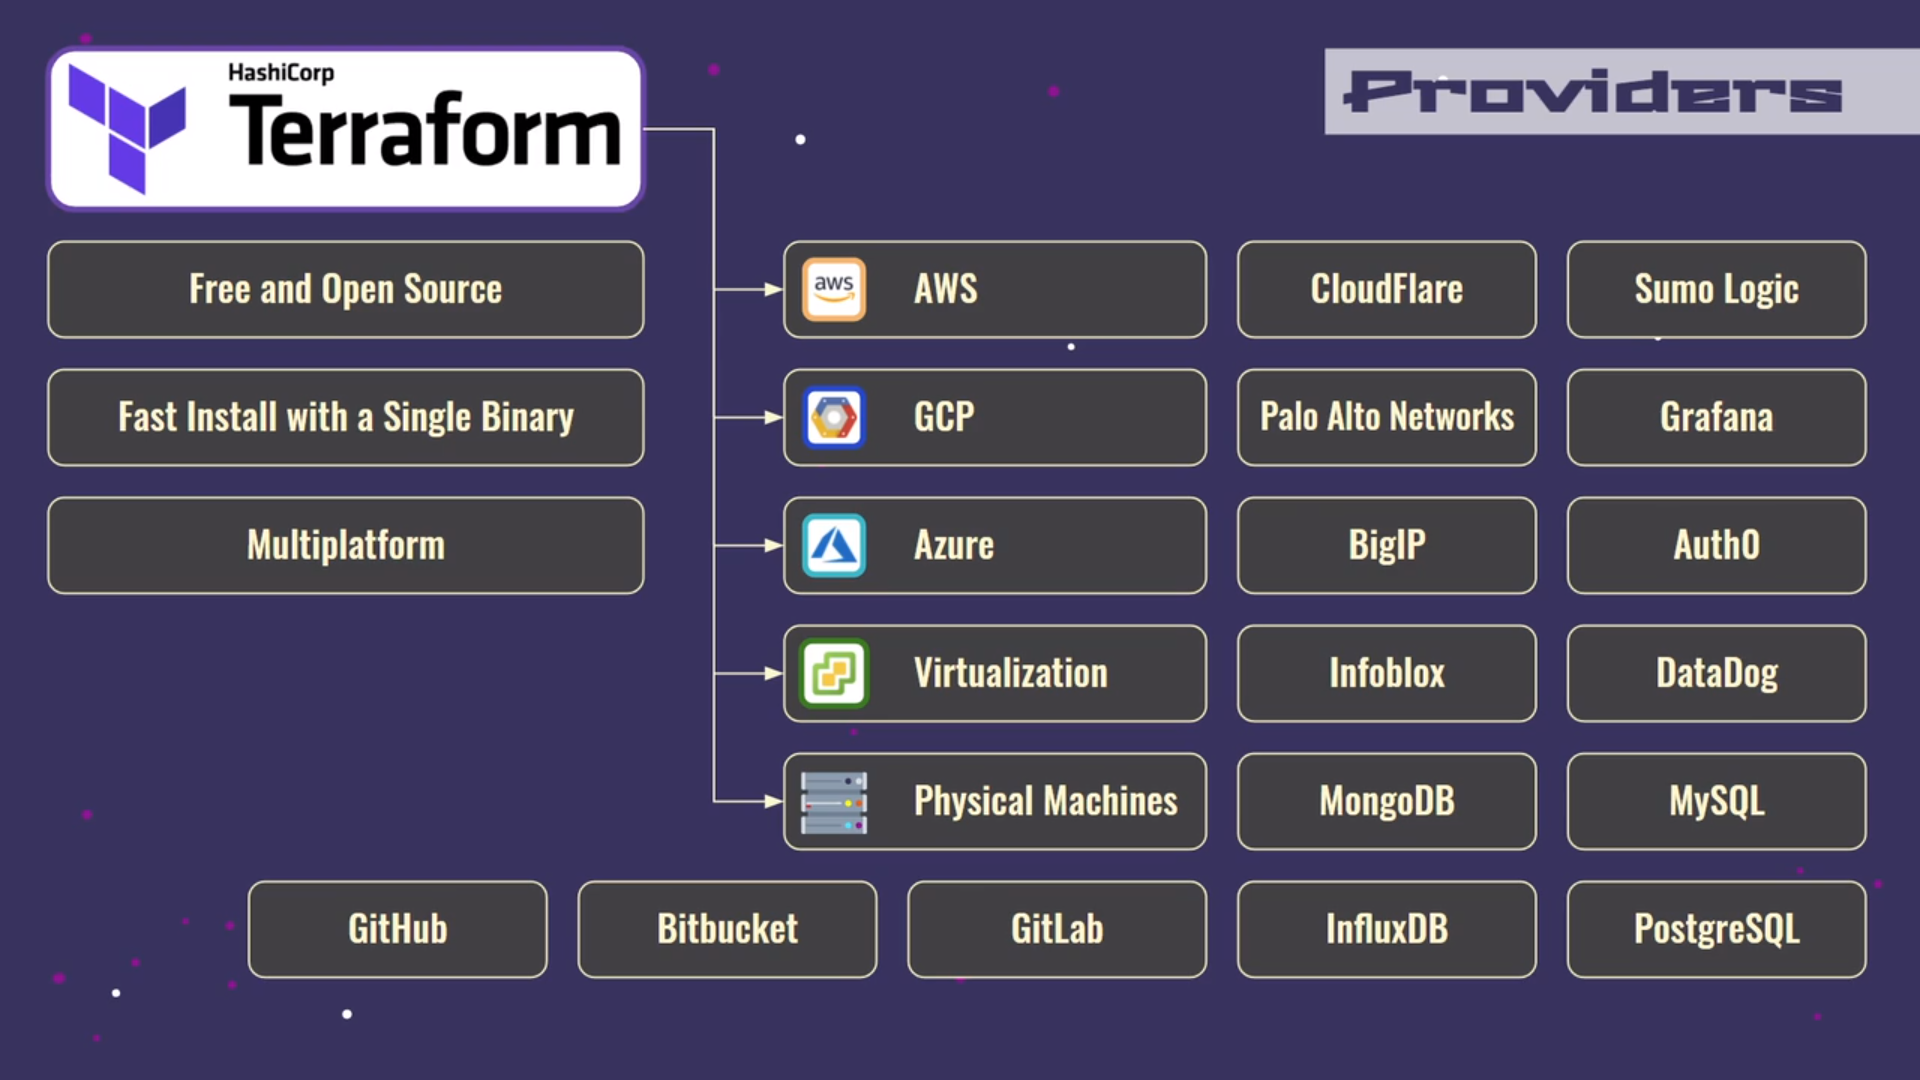 HashiCorp
Terraform
Providers
Free and Open Source
Fast Install with a Single Binary
Multiplatform
aws
AWS
CloudFlare
Sumo Logic
GCP
Palo Alto Networks
Grafana
Azure
BigIP
Auth0
Virtualization
Infoblox
DataDog
Physical Machines
MongoDB
MySQL
GitHub
Bitbucket
GitLab
InfluxDB
PostgreSQL